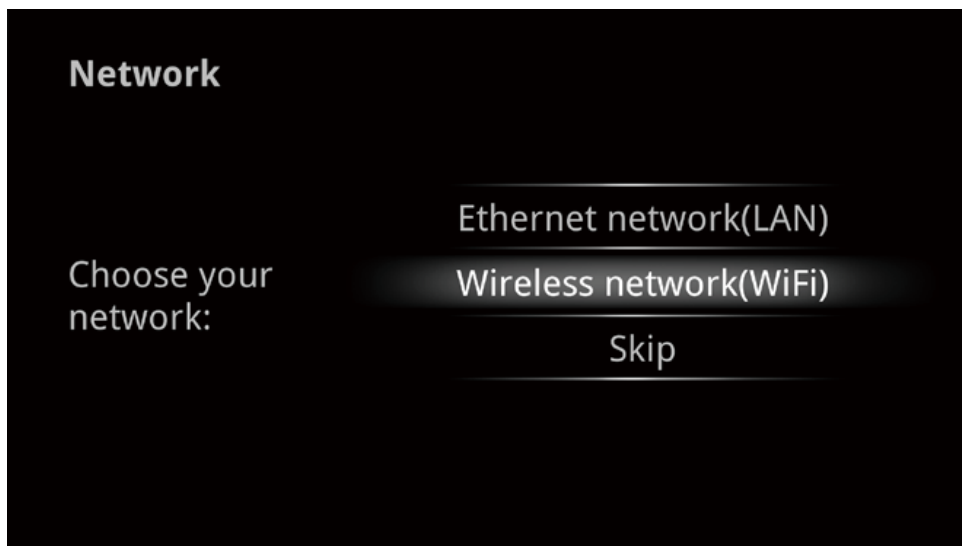 Network
Ethernet network(LAN)
Choose your
network:
Wireless network(WiFi)
Skip